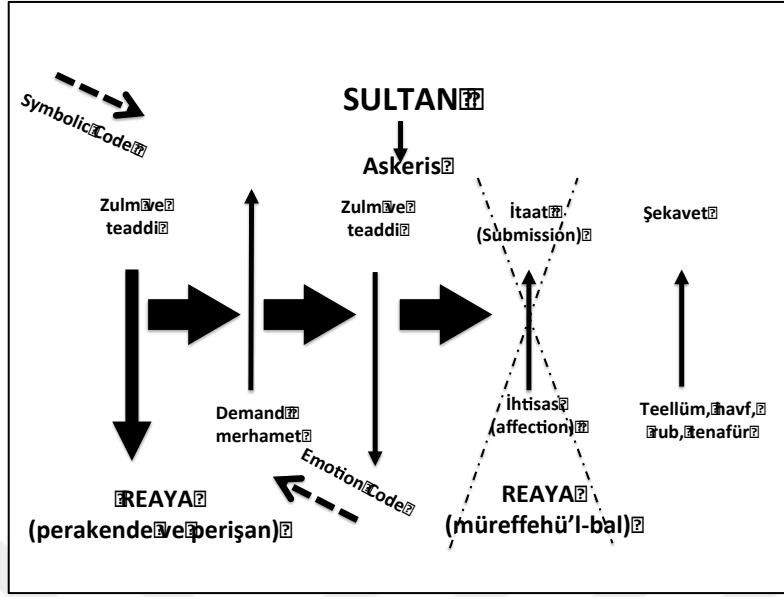 Symbolic Code
SULTAN
Askeris
Zulm ve
teaddi
Zulm ve
teaddi
İtaat
(Submission)
Şekavet
Demand
merhamet
İhtisas
(affection)
Teellüm, havf,
rub, tenafür
Emotion Code
REAYA
(perakende ve perişan)
REAYA
(müreffehü’l-bal)